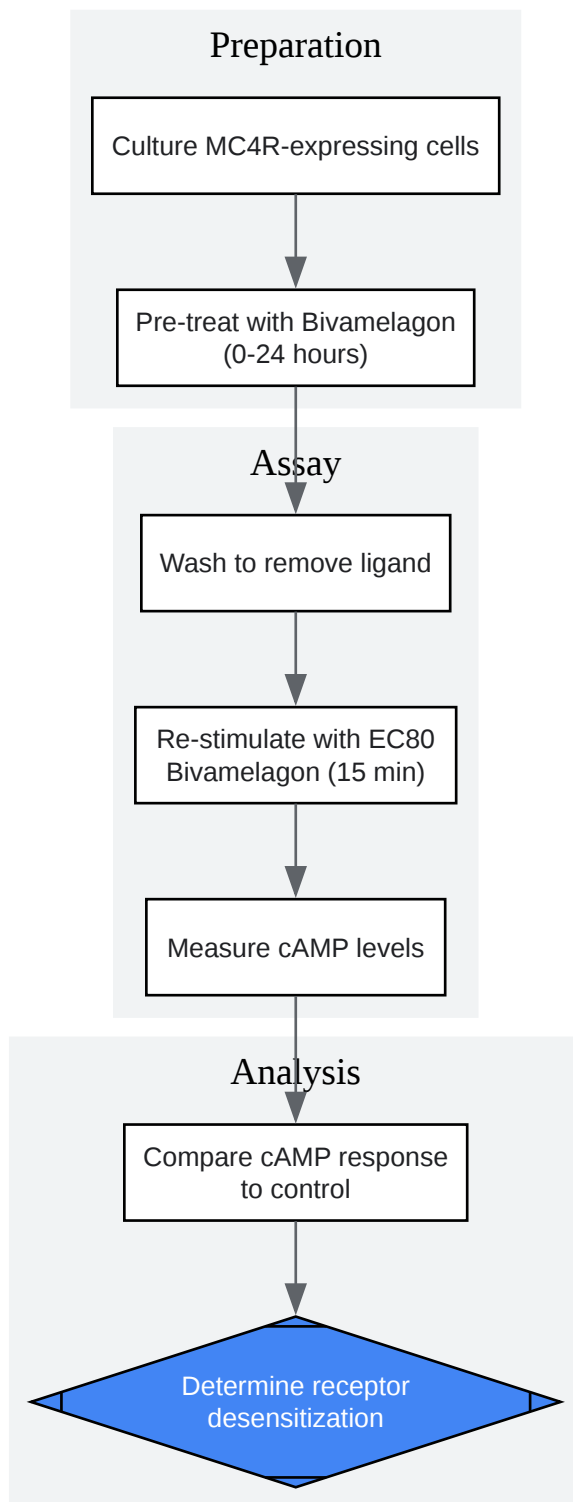 Preparation
Culture MC4R-expressing cells
Pre-treat with Bivamelagon
(0-24 hours)
Assay
Wash to remove ligand
Re-stimulate with EC80
Bivamelagon (15 min)
Measure cAMP levels
Analysis
Compare cAMP response
to control
Determine receptor
desensitization